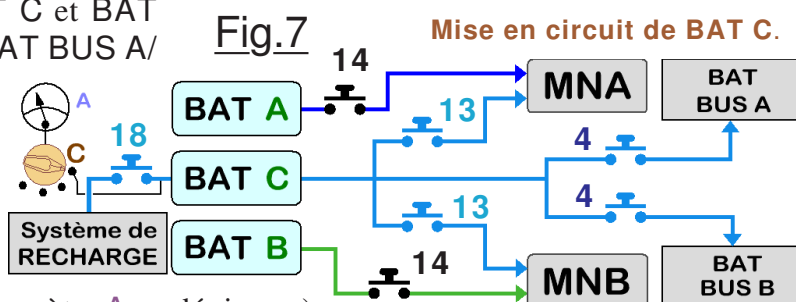 C et BAT
AT BUS A/
Fig.7
Mise en circuit de BAT C.
14
A
BAT A
MNA
BAT
BUS A
13
18
C
4
BAT C
4
13
Système de
RECHARGE
BAT B
14
MNB
BAT
BUS B
A